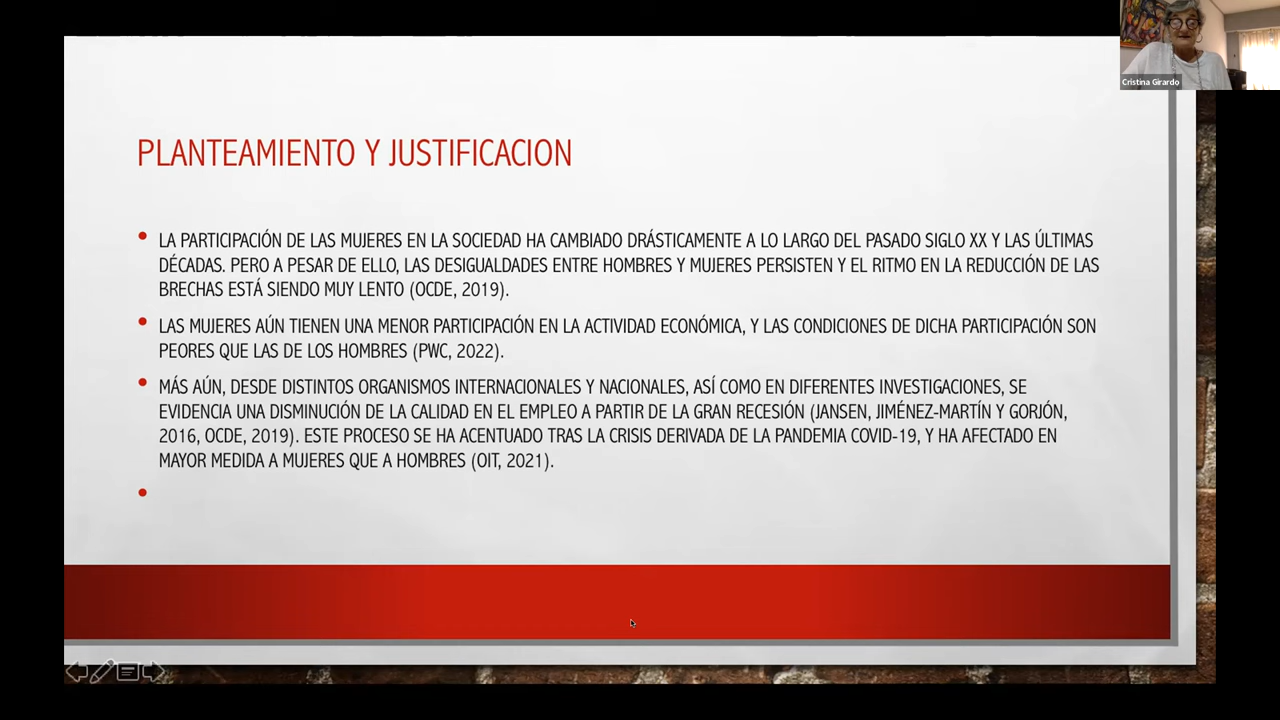 Cristina Girardo
PLANTEAMIENTO Y JUSTIFICACION
• LA PARTICIPACIÓN DE LAS MUJERES EN LA SOCIEDAD HA CAMBIADO DRÁSTICAMENTE A LO LARGO DEL PASADO SIGLO XX Y LAS ÚLTIMAS
DÉCADAS. PERO A PESAR DE ELLO, LAS DESIGUALDADES ENTRE HOMBRES Y MUJERES PERSISTEN Y EL RITMO EN LA REDUCCIÓN DE LAS
BRECHAS ESTÁ SIENDO MUY LENTO (OCDE, 2019).
• LAS MUJERES AÚN TIENEN UNA MENOR PARTICIPACIÓN EN LA ACTIVIDAD ECONÓMICA, Y LAS CONDICIONES DE DICHA PARTICIPACIÓN SON
PEORES QUE LAS DE LOS HOMBRES (PWC, 2022).
• MÁS AÚN, DESDE DISTINTOS ORGANISMOS INTERNACIONALES Y NACIONALES, ASÍ COMO EN DIFERENTES INVESTIGACIONES, SE
EVIDENCIA UNA DISMINUCIÓN DE LA CALIDAD EN EL EMPLEO A PARTIR DE LA GRAN RECESIÓN (JANSEN, JIMÉNEZ-MARTÍN Y GORJÓN,
2016, OCDE, 2019). ESTE PROCESO SE HA ACENTUADO TRAS LA CRISIS DERIVADA DE LA PANDEMIA COVID-19, Y HA AFECTADO EN
MAYOR MEDIDA A MUJERES QUE A HOMBRES (OIT, 2021).
•